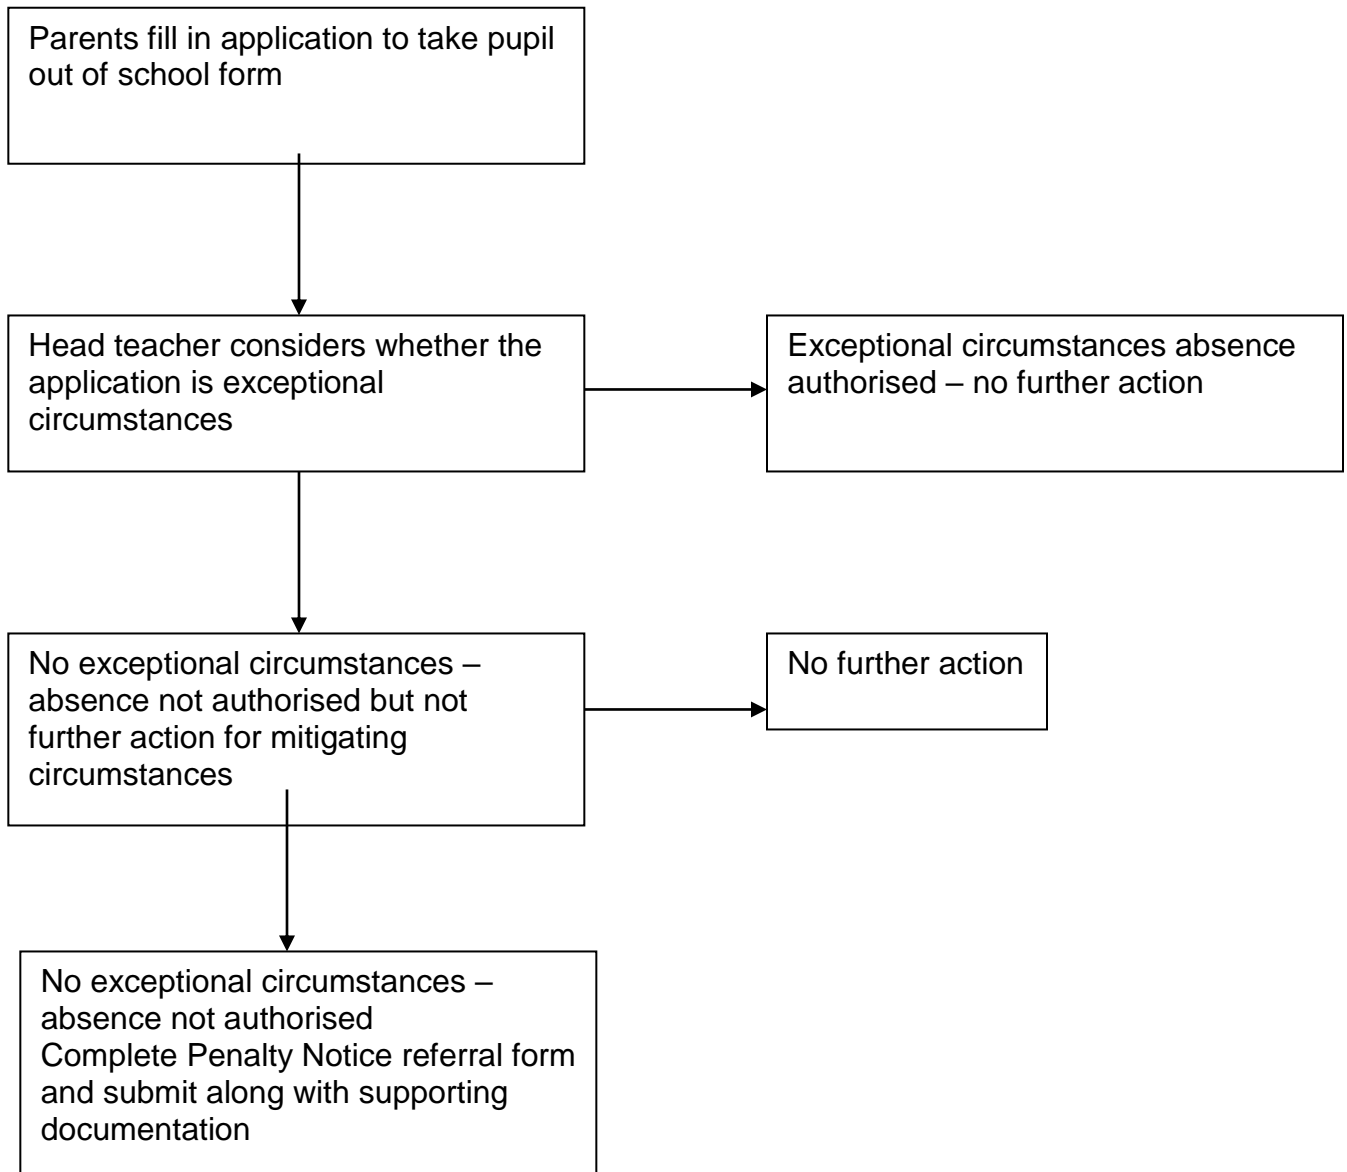 Parents fill in application to take pupil
out of school form
Head teacher considers whether the
application is exceptional
circumstances
Exceptional circumstances absence
authorised – no further action
No exceptional circumstances –
absence not authorised but not
further action for mitigating
circumstances
No further action
No exceptional circumstances –
absence not authorised
Complete Penalty Notice referral form
and submit along with supporting
documentation